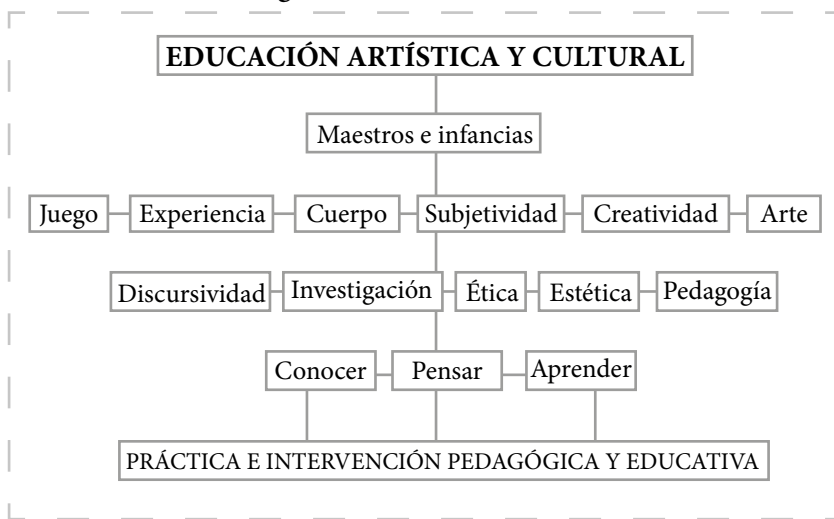 EDUCACIÓN ARTÍSTICA Y CULTURAL
Maestros e infancias
Juego Experiencia Cuerpo Subjetividad Creatividad Arte
Discursividad Investigación Ética Estética Pedagogía
Conocer Pensar Aprender
PRÁCTICA E INTERVENCIÓN PEDAGÓGICA Y EDUCATIVA